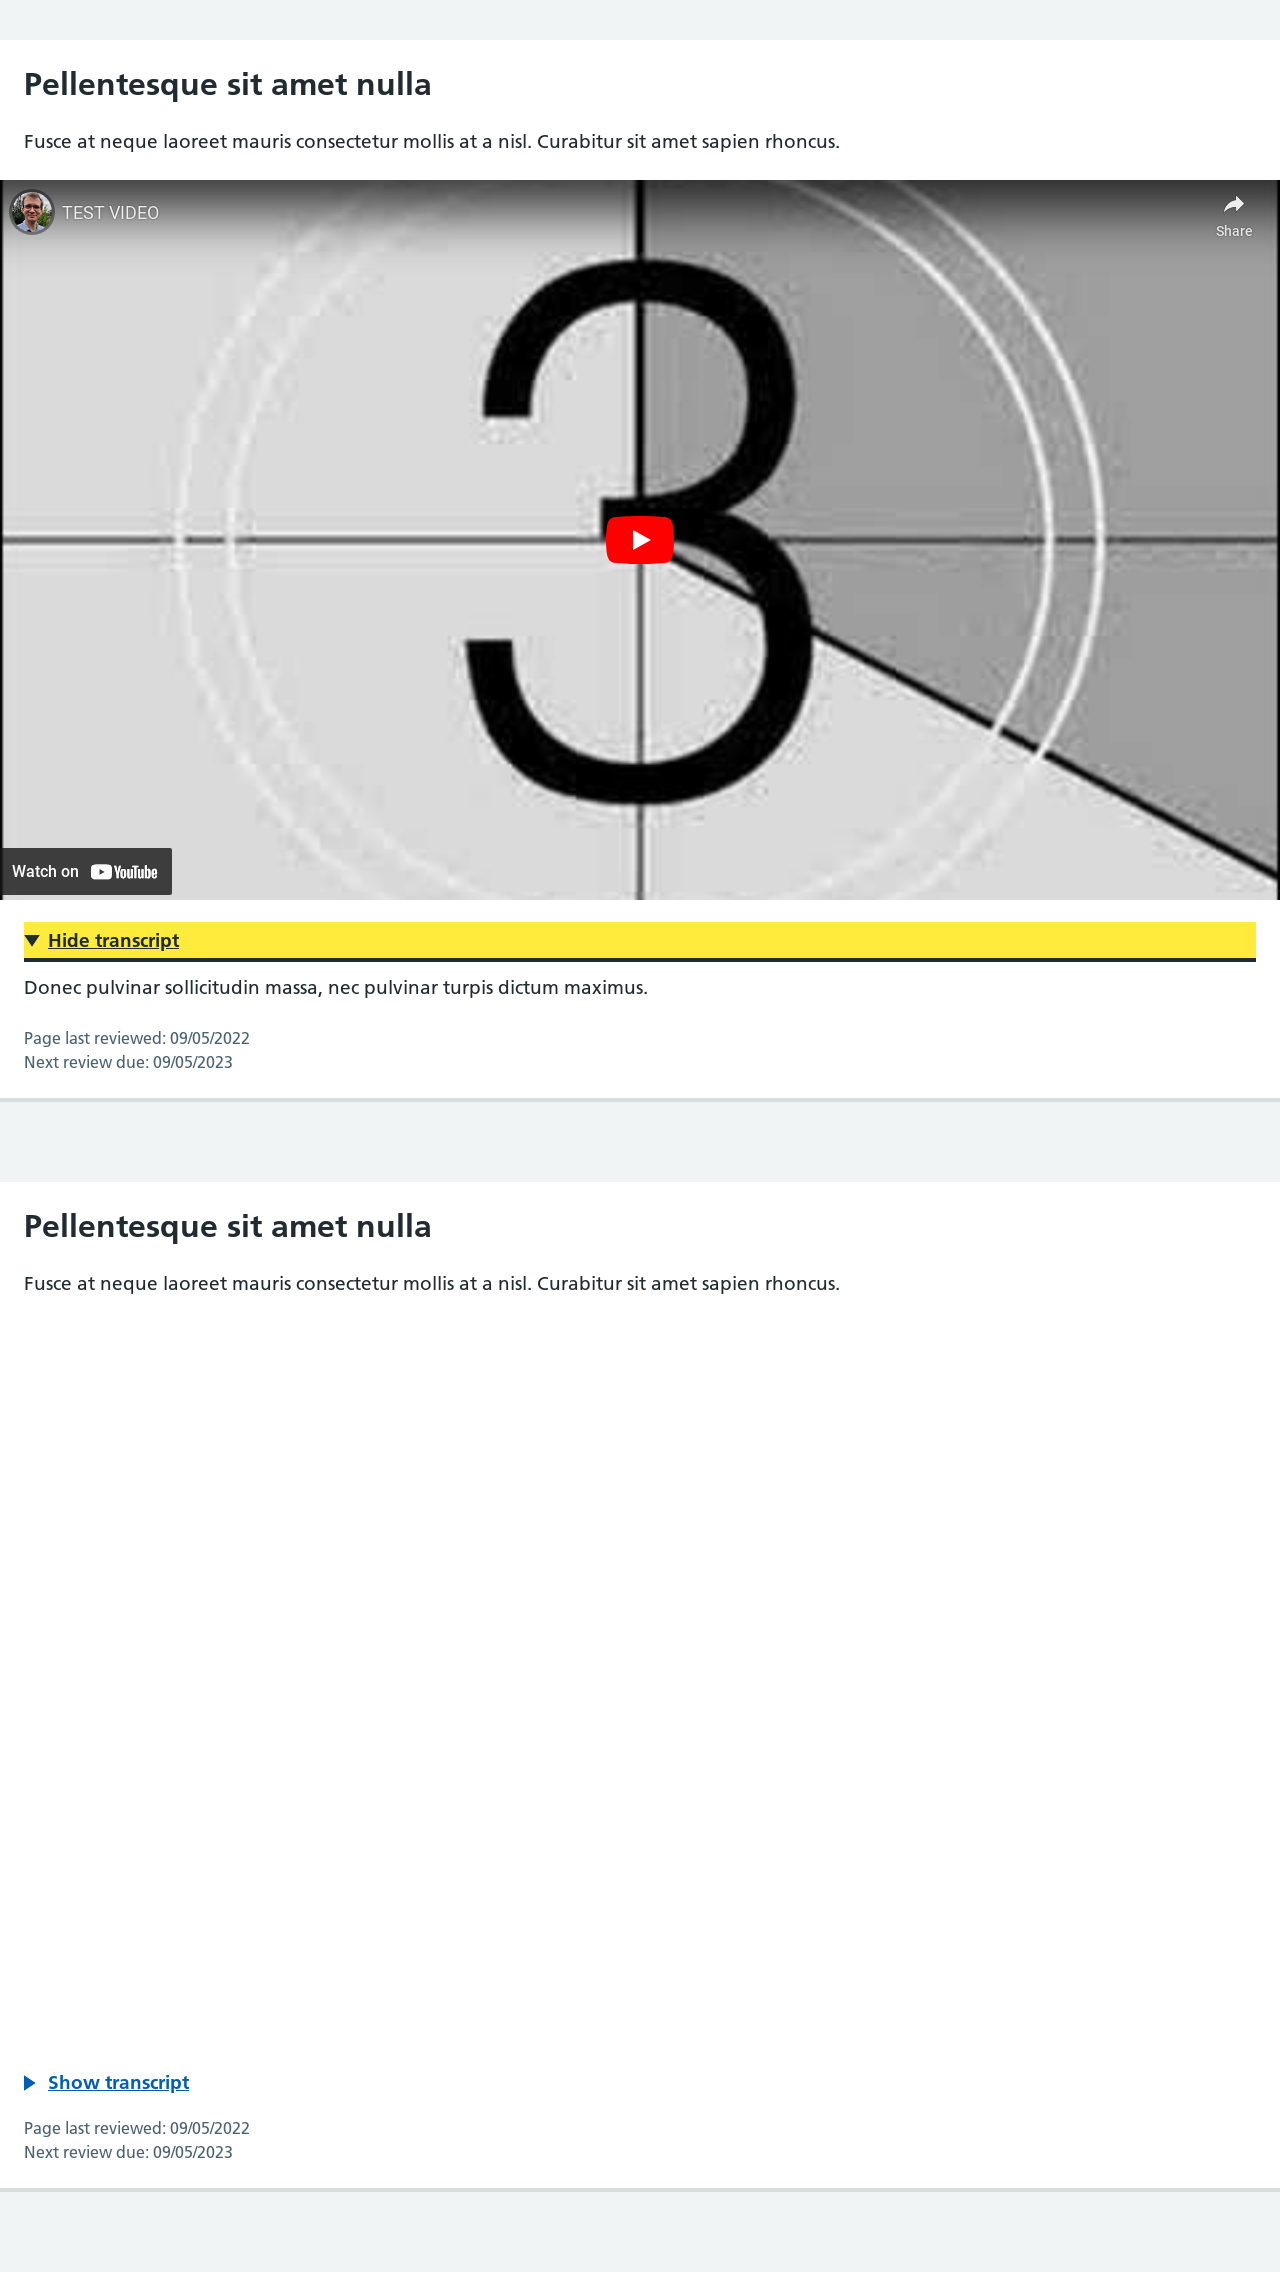 Pellentesque sit amet nulla
Fusce at neque laoreet mauris consectetur mollis at a nisl. Curabitur sit amet sapien rhoncus.
TEST VIDEO
Share
3
Watch on YouTube
Hide transcript
Donec pulvinar sollicitudin massa, nec pulvinar turpis dictum maximus.
Page last reviewed: 09/05/2022
Next review due: 09/05/2023
Pellentesque sit amet nulla
Fusce at neque laoreet mauris consectetur mollis at a nisl. Curabitur sit amet sapien rhoncus.
Show transcript
Page last reviewed: 09/05/2022
Next review due: 09/05/2023